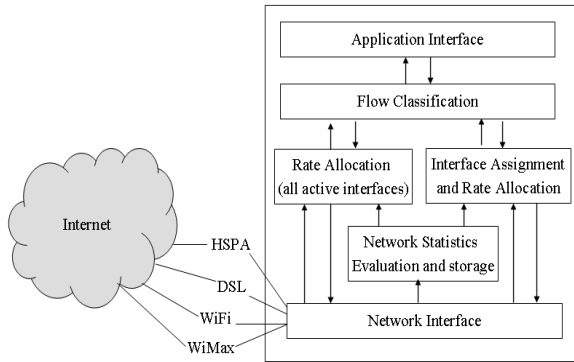 Application Interface
Flow Classification
Rate Allocation
(all active interfaces)
Interface Assignment
and Rate Allocation
Internet
HSPA
Network Statistics
Evaluation and storage
DSL
WiFi
Network Interface
WiMax